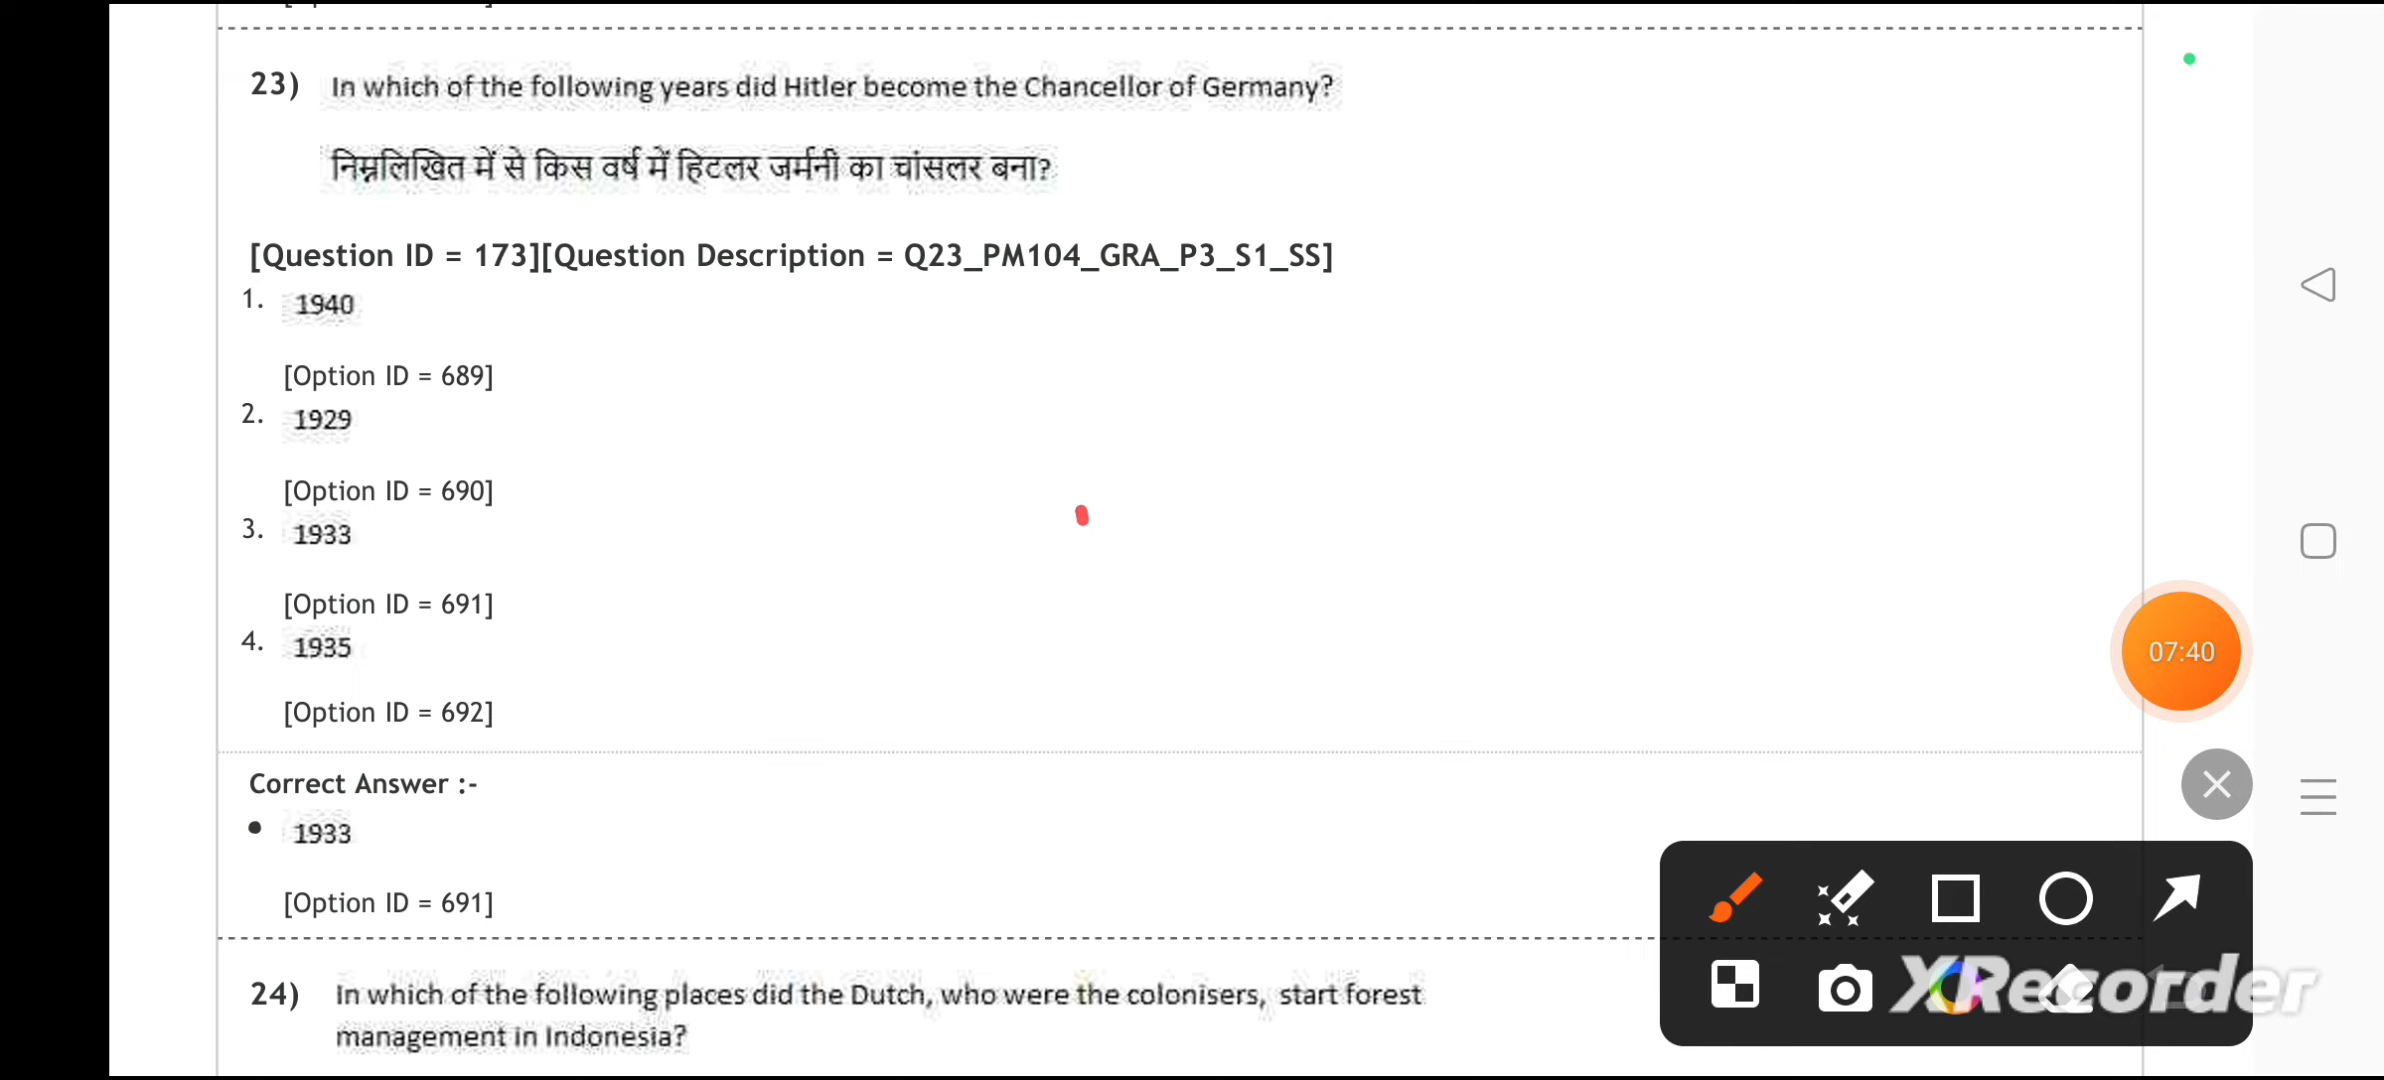 23) In which of the following years did Hitler become the Chancellor of Germany?
निम्नलिखित में से किस वर्ष में हिटलर जर्मनी का चांसलर बना?
[Question ID = 173][Question Description = Q23_PM104_GRA_P3_S1_SS]
1. 1940
[Option ID = 689]
2. 1929
[Option ID = 690]
3. 1933
[Option ID = 691]
4. 1935
[Option ID = 692]
07:40
Correct Answer :-
• 1933
[Option ID = 691]
24) In which of the following places did the Dutch, who were the colonisers, start forest
management in Indonesia?
XRecorder